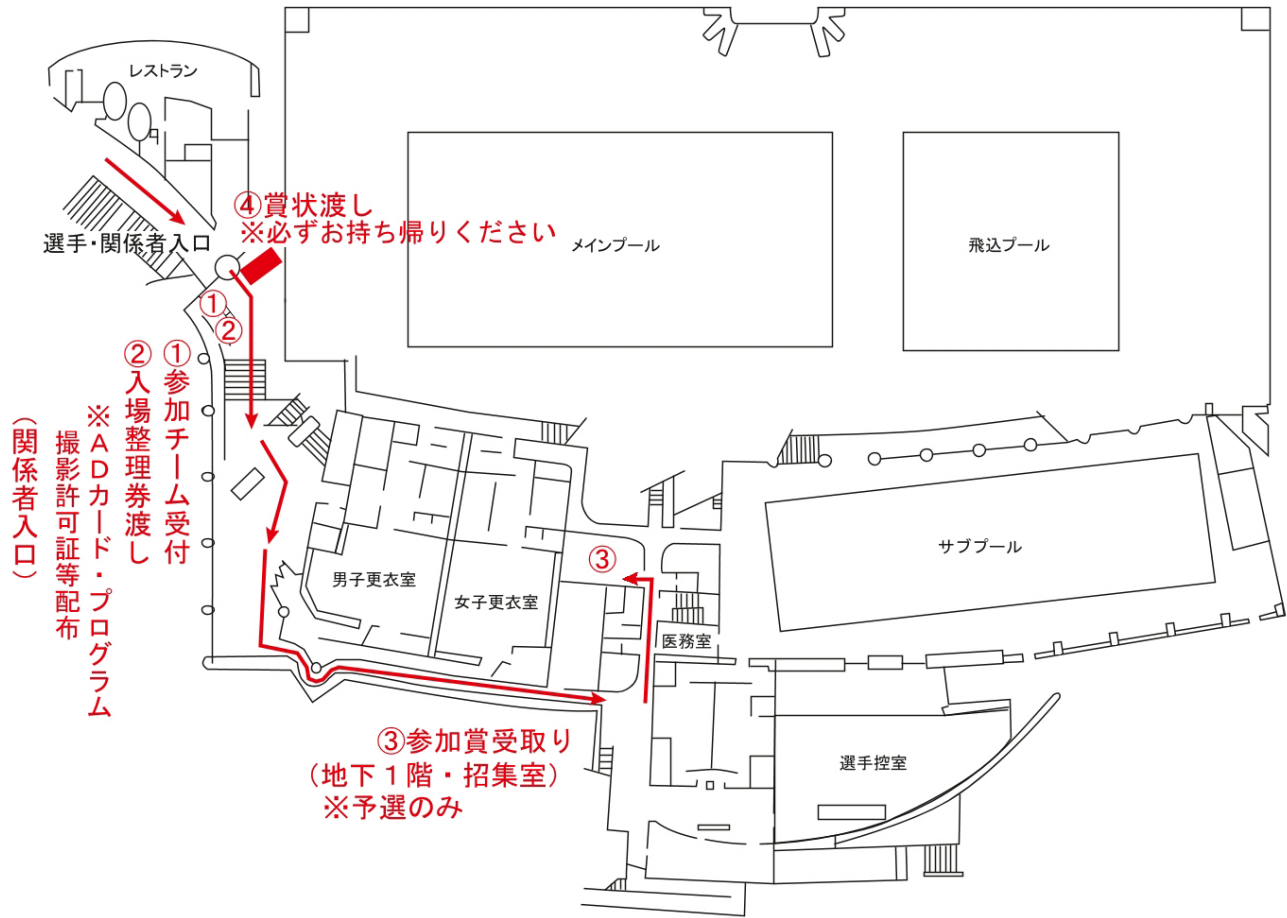 レストラン
④賞状渡し
※必ずお持ち帰りください
選手・関係者入口
メインプール
飛込プール
①
②
①参加チーム受付
②入場整理券渡し
※ADカード・プログラム
撮影許可証等配布
（関係者入口）
③
サブプール
男子更衣室
女子更衣室
医務室
③参加賞受取り
（地下１階・招集室）
※予選のみ
選手控室